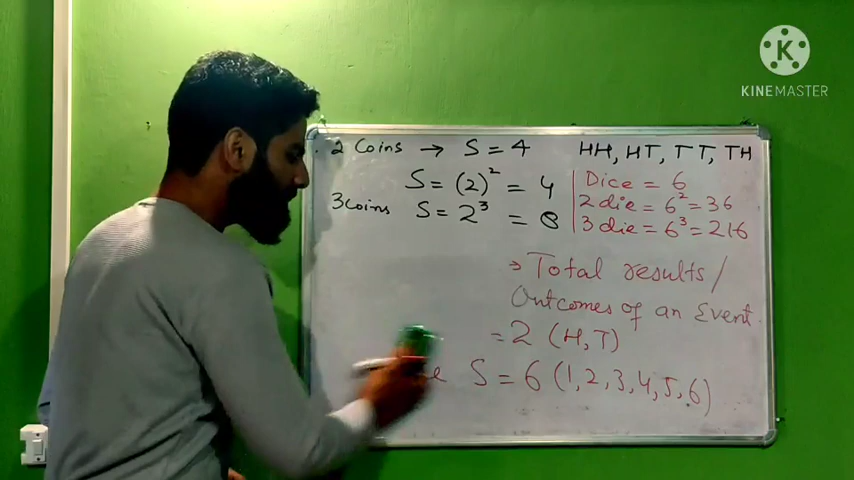 K
KINEMASTER
2 Coins → S = 4 HH, HT, TT, TH
S = (2)² = 4
3 Coins S = 2³ = 8
Dice = 6
2 die = 6² = 36
3 die = 6³ = 216
→ Total results/
Outcomes of an Event
= 2 (H, T)
S = 6 (1, 2, 3, 4, 5, 6)